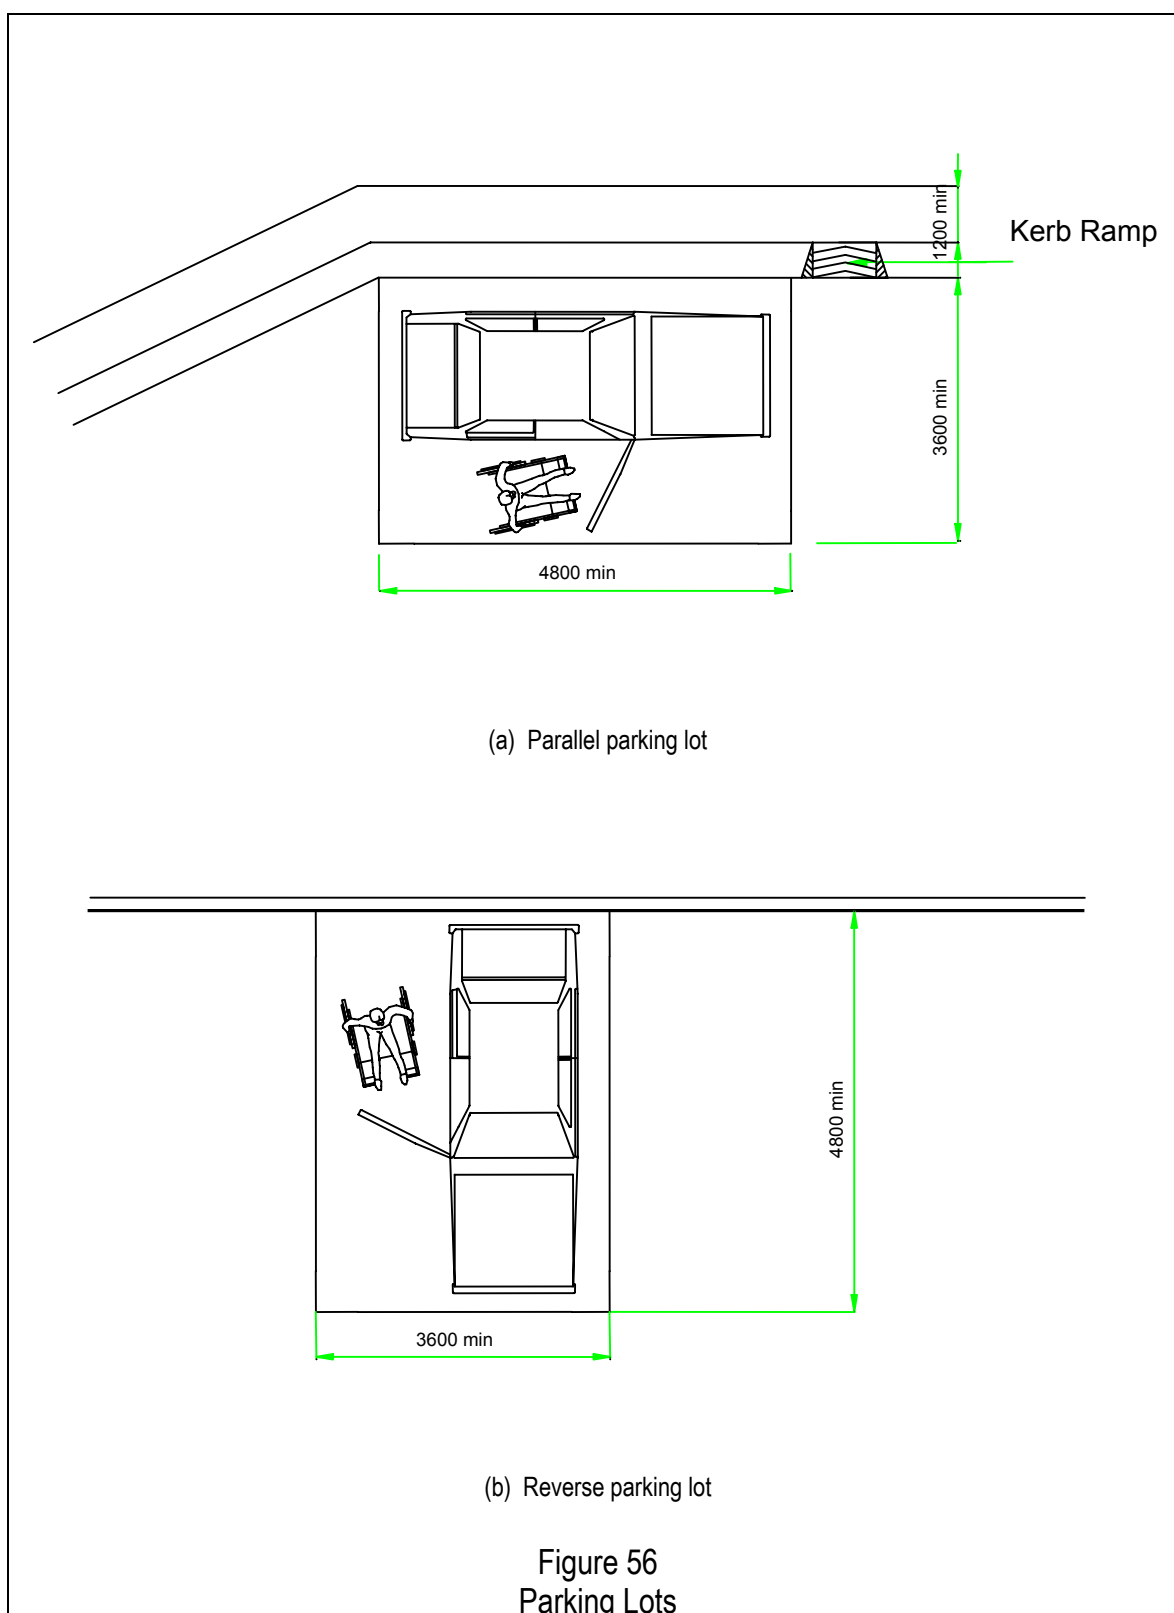 1200 min
Kerb Ramp
3600 min
4800 min
(a) Parallel parking lot
4800 min
3600 min
(b) Reverse parking lot
Figure 56
Parking Lots